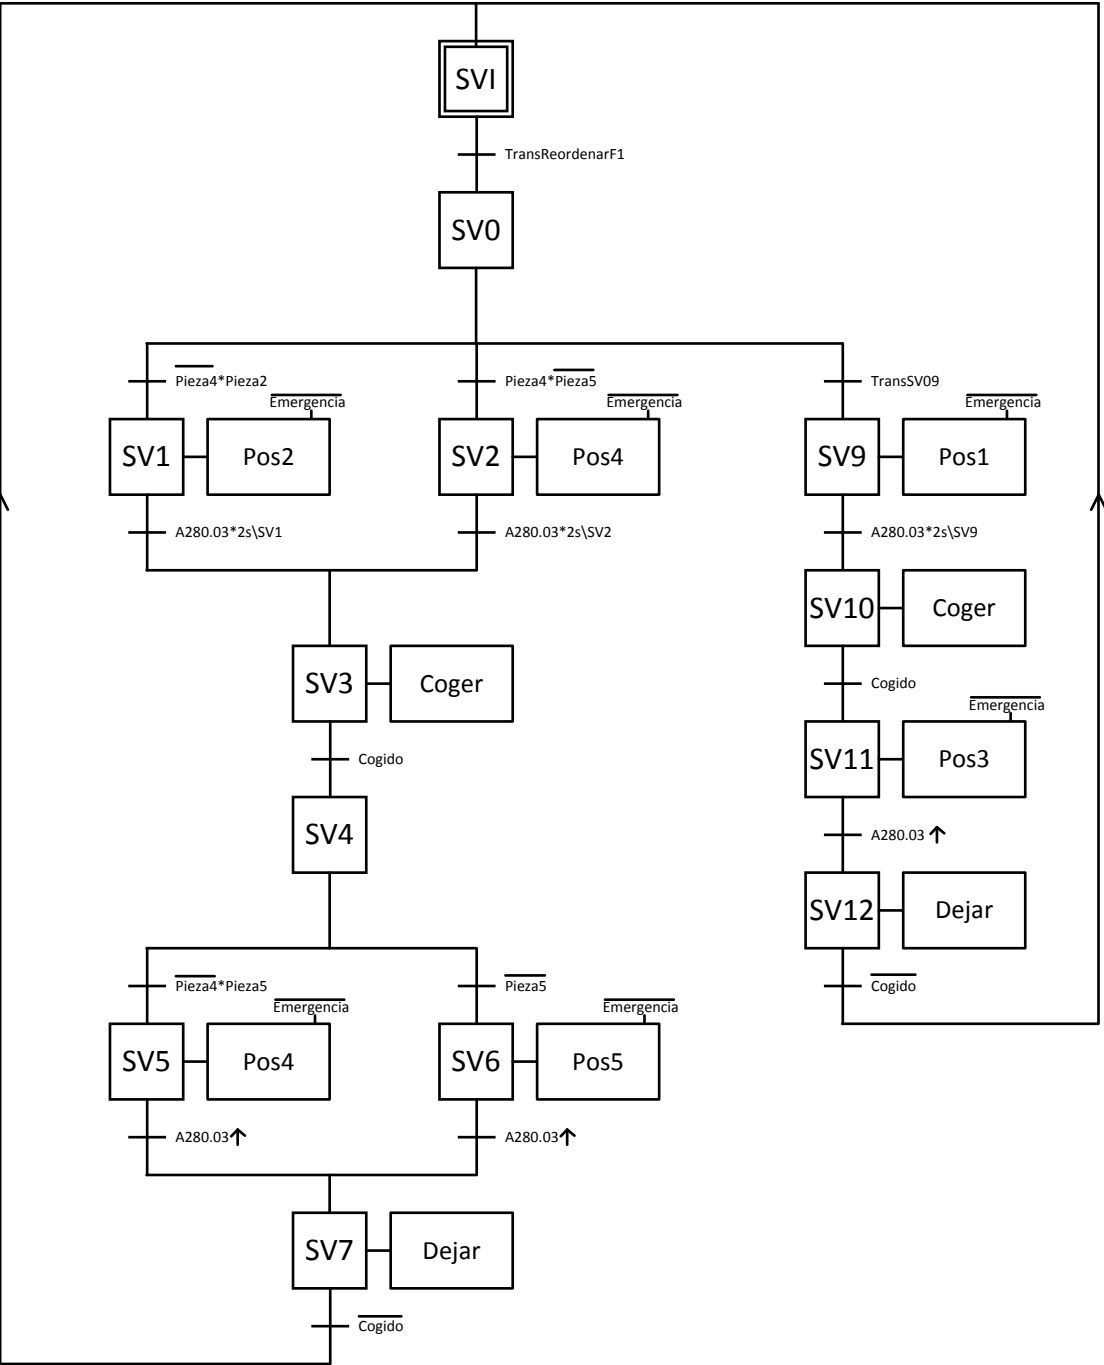 SVI
TransReordenarF1
SV0
Pieza4*Pieza2
Pieza4*Pieza5
TransSV09
Emergencia
Emergencia
Emergencia
SV1
Pos2
SV2
Pos4
SV9
Pos1
A280.03*2s\SV1
A280.03*2s\SV2
A280.03*2s\SV9
SV10
Coger
SV3
Coger
Cogido
Emergencia
Cogido
SV11
Pos3
SV4
A280.03↑
SV12
Dejar
Pieza4*Pieza5
Pieza5
Cogido
Emergencia
Emergencia
SV5
Pos4
SV6
Pos5
A280.03↑
A280.03↑
SV7
Dejar
Cogido